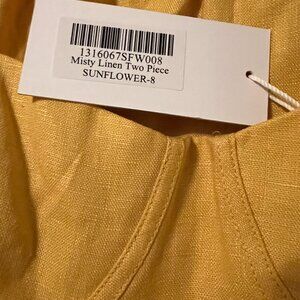 1316067SFW008
Misty Linen Two Piece
SUNFLOWER-8